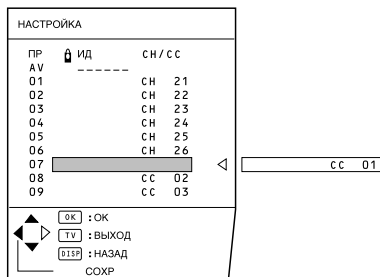 НАСТРОЙКА
ПР ИД CH/CC
AV ------
01 CH 21
02 CH 22
03 CH 23
04 CH 24
05 CH 25
06 CH 26
07 CC 01
08 CC 02
09 CC 03
OK :ОК
TV :ВЫХОД
DISP :НАЗАД
СОХР